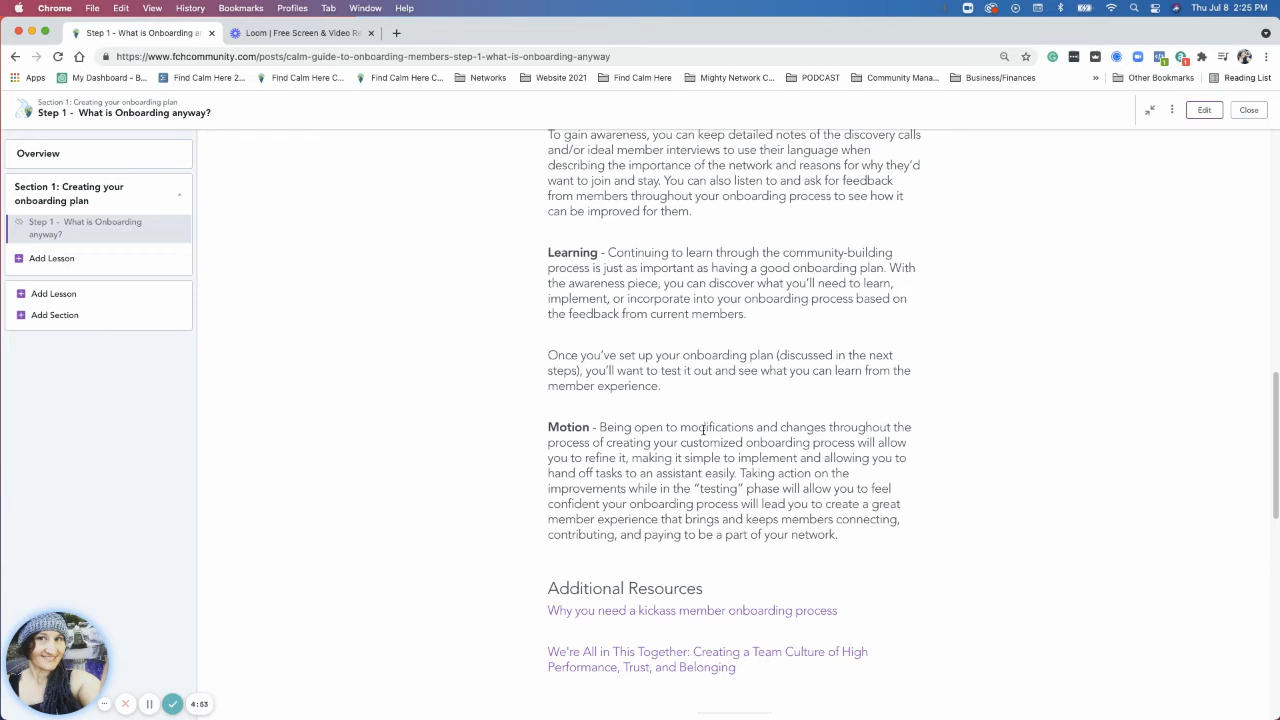 Chrome File Edit View History Bookmarks Profiles Tab Window Help Thu Jul 8 2:25 PM
Step 1 - What is Onboarding an
Loom | Free Screen & Video Re
https://www.fchcommunity.com/posts/calm-guide-to-onboarding-members-step-1-what-is-onboarding-anyway
Apps My Dashboard - B... Find Calm Here 2... Find Calm Here C... Find Calm Here C... Networks Website 2021 Find Calm Here Mighty Network C... PODCAST Community Mana... Business/Finances » Other Bookmarks Reading List
Section 1: Creating your onboarding plan
Step 1 - What is Onboarding anyway?
Edit
Close
Overview
Section 1: Creating your
onboarding plan
Step 1 - What is Onboarding
anyway?
Add Lesson
Add Lesson
Add Section
To gain awareness, you can keep detailed notes of the discovery calls
and/or ideal member interviews to use their language when
describing the importance of the network and reasons for why they'd
want to join and stay. You can also listen to and ask for feedback
from members throughout your onboarding process to see how it
can be improved for them.
Learning - Continuing to learn through the community-building
process is just as important as having a good onboarding plan. With
the awareness piece, you can discover what you'll need to learn,
implement, or incorporate into your onboarding process based on
the feedback from current members.
Once you've set up your onboarding plan (discussed in the next
steps), you'll want to test it out and see what you can learn from the
member experience.
Motion - Being open to modifications and changes throughout the
process of creating your customized onboarding process will allow
you to refine it, making it simple to implement and allowing you to
hand off tasks to an assistant easily. Taking action on the
improvements while in the “testing” phase will allow you to feel
confident your onboarding process will lead you to create a great
member experience that brings and keeps members connecting,
contributing, and paying to be a part of your network.
Additional Resources
Why you need a kickass member onboarding process
We're All in This Together: Creating a Team Culture of High
Performance, Trust, and Belonging
4:53